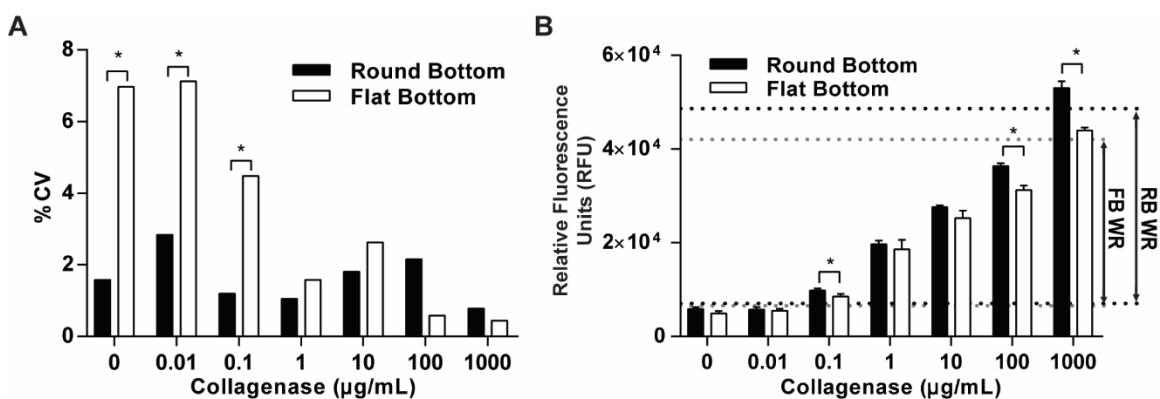 A
8
6
4
2
0
%CV
* * *
Round Bottom
Flat Bottom
0 0.01 0.1 1 10 100 1000
Collagenase (µg/mL)
B
6×10⁴
4×10⁴
2×10⁴
0
Relative Fluorescence
Units (RFU)
Round Bottom
Flat Bottom
* * *
FB WR
RB WR
0 0.01 0.1 1 10 100 1000
Collagenase (µg/mL)